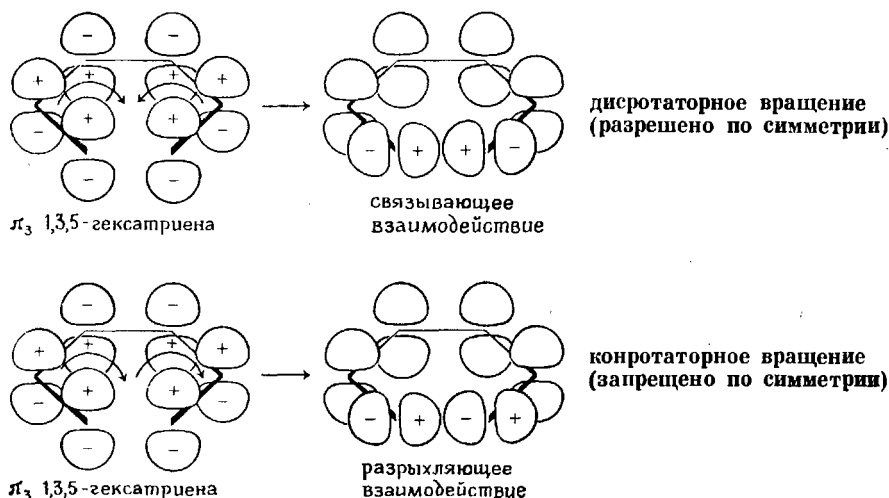 дисротаторное вращение
(разрешено по симметрии)
связывающее
взаимодействие
π₃ 1,3,5-гексатриена
конротаторное вращение
(запрещено по симметрии)
разрыхляющее
взаимодействие
π₃ 1,3,5-гексатриена